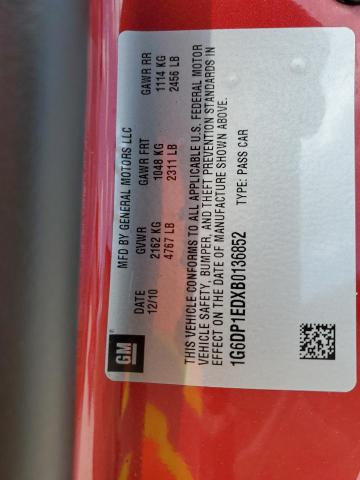 GM
MFD BY GENERAL MOTORS LLC
DATE GVWR GAWR FRT GAWR RR
12/10 2162 KG 1048 KG 1114 KG
4767 LB 2311 LB 2456 LB
THIS VEHICLE CONFORMS TO ALL APPLICABLE U.S. FEDERAL MOTOR
VEHICLE SAFETY, BUMPER, AND THEFT PREVENTION STANDARDS IN
EFFECT ON THE DATE OF MANUFACTURE SHOWN ABOVE.
1G6DP1EDXB0136852 TYPE: PASS CAR